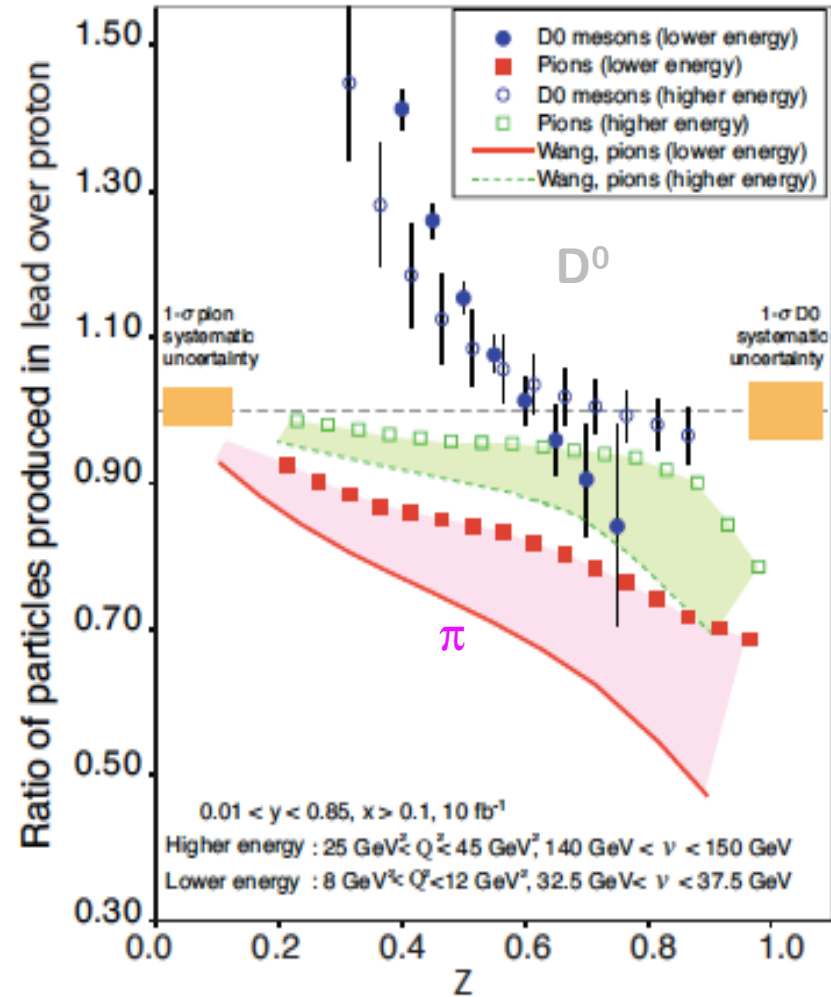 Ratio of particles produced in lead over proton
1.50
1.30
1.10
0.90
0.70
0.50
0.30
D0 mesons (lower energy)
Pions (lower energy)
D0 mesons (higher energy)
Pions (higher energy)
Wang, pions (lower energy)
Wang, pions (higher energy)
D⁰
1-σ pion
systematic
uncertainty
1-σ D0
systematic
uncertainty
π
0.01 < y < 0.85, x > 0.1, 10 fb⁻¹
Higher energy : 25 GeV²< Q²< 45 GeV², 140 GeV < ν < 150 GeV
Lower energy : 8 GeV²< Q²<12 GeV², 32.5 GeV< ν < 37.5 GeV
0.0 0.2 0.4 0.6 0.8 1.0
Z